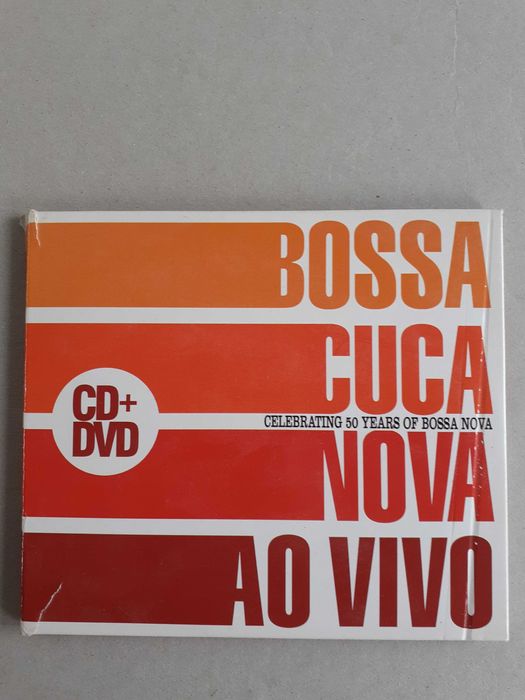 BOSSA
CUCA
CD+
DVD
CELEBRATING 50 YEARS OF BOSSA NOVA
NOVA
AO VIVO